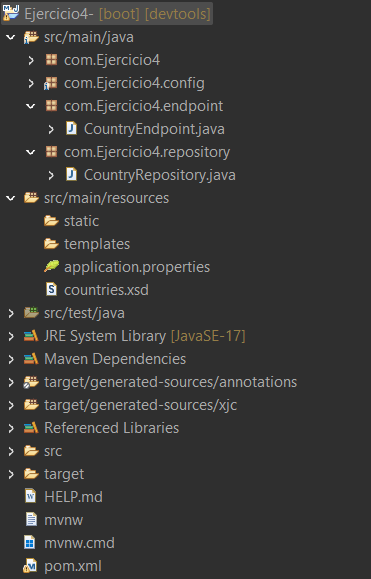 Ejercicio4- [boot] [devtools]
src/main/java
com.Ejercicio4
com.Ejercicio4.config
com.Ejercicio4.endpoint
CountryEndpoint.java
com.Ejercicio4.repository
CountryRepository.java
src/main/resources
static
templates
application.properties
countries.xsd
src/test/java
JRE System Library [JavaSE-17]
Maven Dependencies
target/generated-sources/annotations
target/generated-sources/xjc
Referenced Libraries
src
target
HELP.md
mvnw
mvnw.cmd
pom.xml